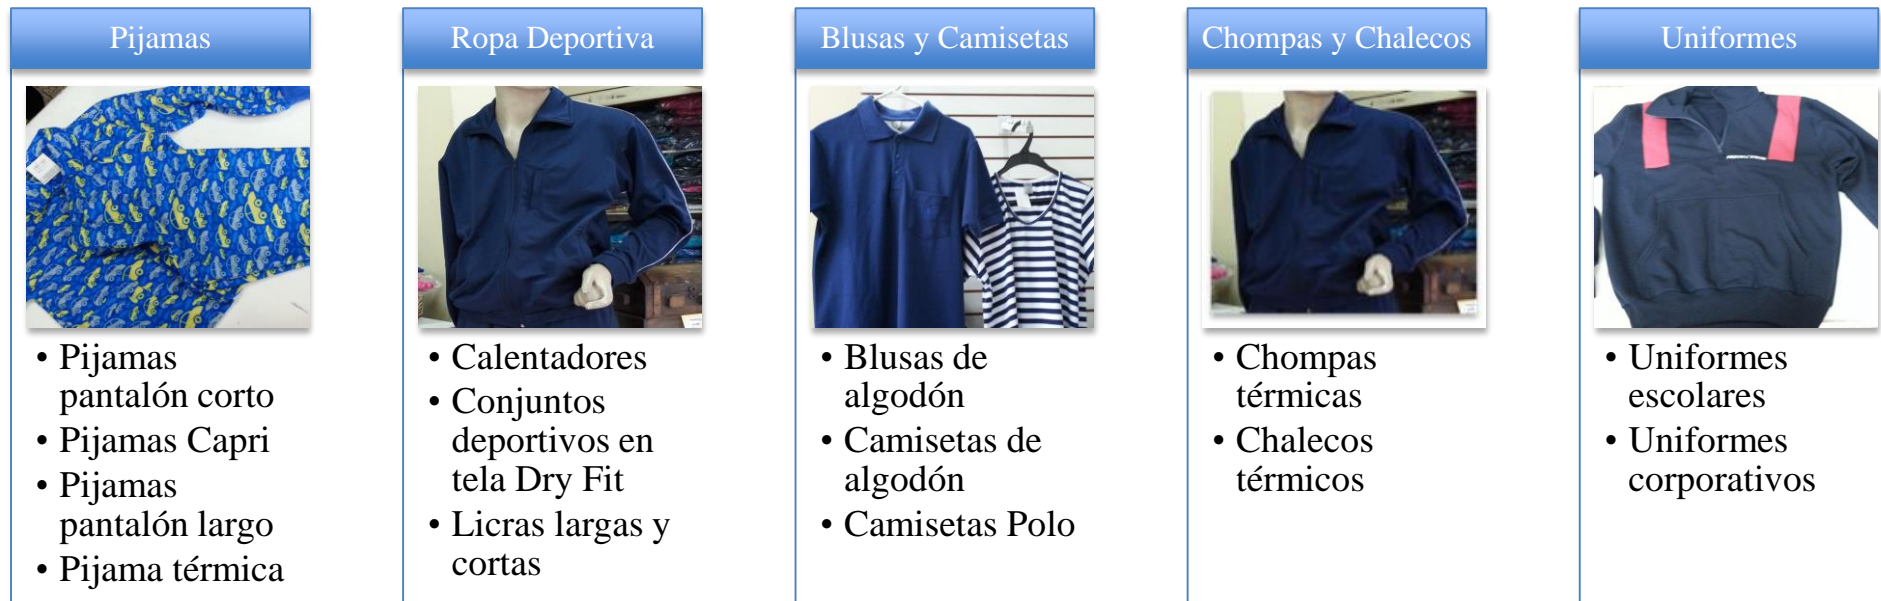 Pijamas
Pijamas
pantalón corto
Pijamas Capri
Pijamas
pantalón largo
Pijama térmica
Ropa Deportiva
Calentadores
Conjuntos
deportivos en
tela Dry Fit
Licras largas y
cortas
Blusas y Camisetas
Blusas de
algodón
Camisetas de
algodón
Camisetas Polo
Chompas y Chalecos
Chompas
térmicas
Chalecos
térmicos
Uniformes
Uniformes
escolares
Uniformes
corporativos